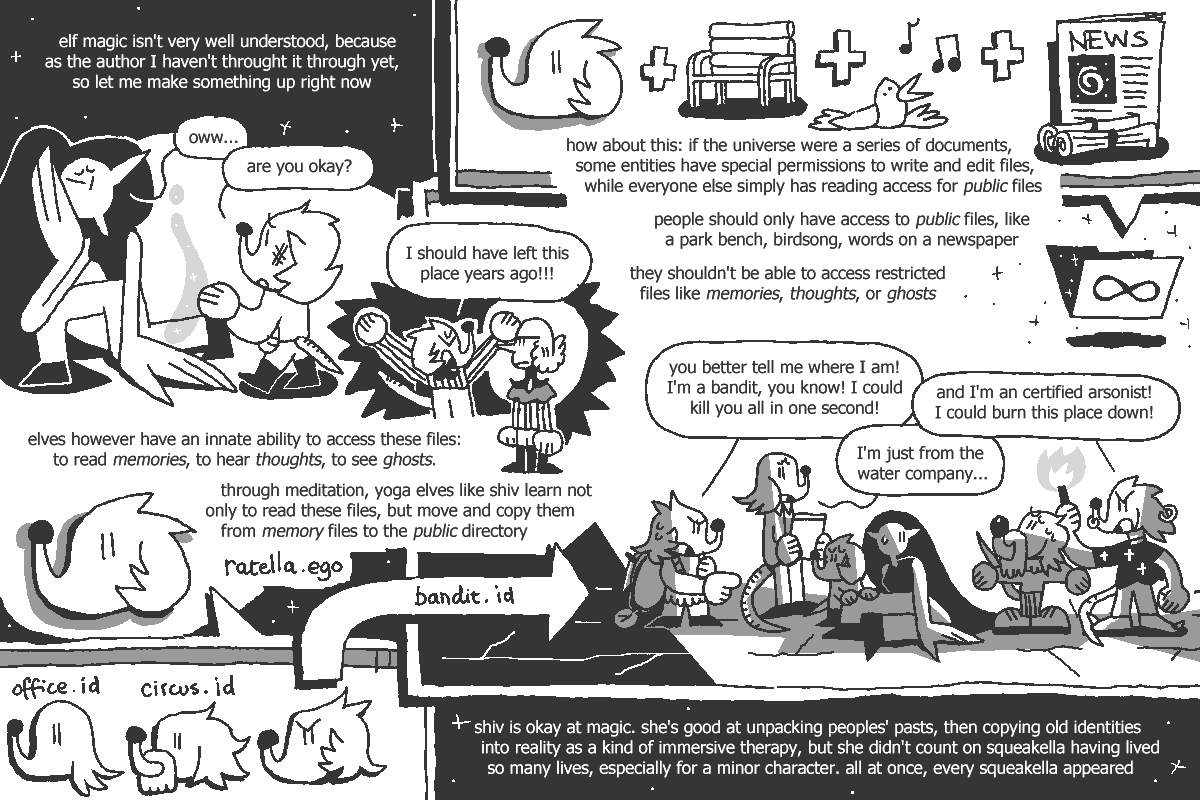 elf magic isn't very well understood, because
as the author I haven't throught it through yet,
so let me make something up right now
oww...
are you okay?
NEWS
how about this: if the universe were a series of documents,
some entities have special permissions to write and edit files,
while everyone else simply has reading access for public files
people should only have access to public files, like
a park bench, birdsong, words on a newspaper
they shouldn't be able to access restricted
files like memories, thoughts, or ghosts
I should have left this
place years ago!!!
elves however have an innate ability to access these files:
to read memories, to hear thoughts, to see ghosts.
through meditation, yoga elves like shiv learn not
only to read these files, but move and copy them
from memory files to the public directory
ratella.ego
bandit.id
office.id
circus.id
you better tell me where I am!
I'm a bandit, you know! I could
kill you all in one second!
and I'm an certified arsonist!
I could burn this place down!
I'm just from the
water company...
shiv is okay at magic. she's good at unpacking peoples' pasts, then copying old identities
into reality as a kind of immersive therapy, but she didn't count on squeakella having lived
so many lives, especially for a minor character. all at once, every squeakella appeared